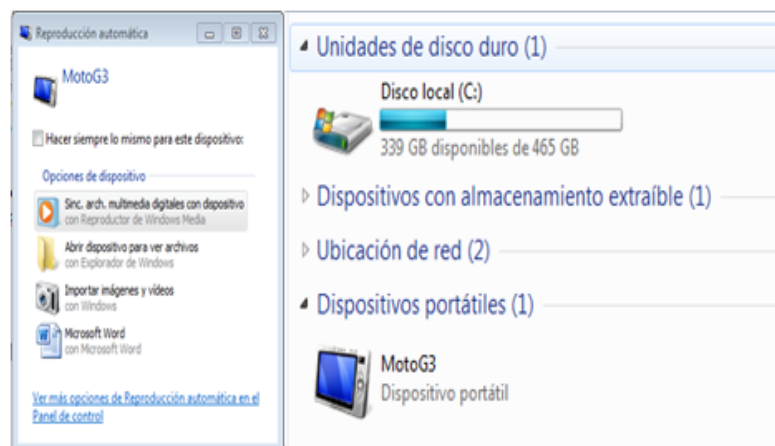 Reproducción automática
MotoG3
Hacer siempre lo mismo para este dispositivo:
Opciones de dispositivo
Sinc. arch. multimedia digitales con dispositivo
con Reproductor de Windows Media
Abrir dispositivo para ver archivos
con Explorador de Windows
Importar imágenes y vídeos
con Windows
Microsoft Word
con Microsoft Word
Ver más opciones de Reproducción automática en el
Panel de control
Unidades de disco duro (1)
Disco local (C:)
339 GB disponibles de 465 GB
Dispositivos con almacenamiento extraíble (1)
Ubicación de red (2)
Dispositivos portátiles (1)
MotoG3
Dispositivo portátil